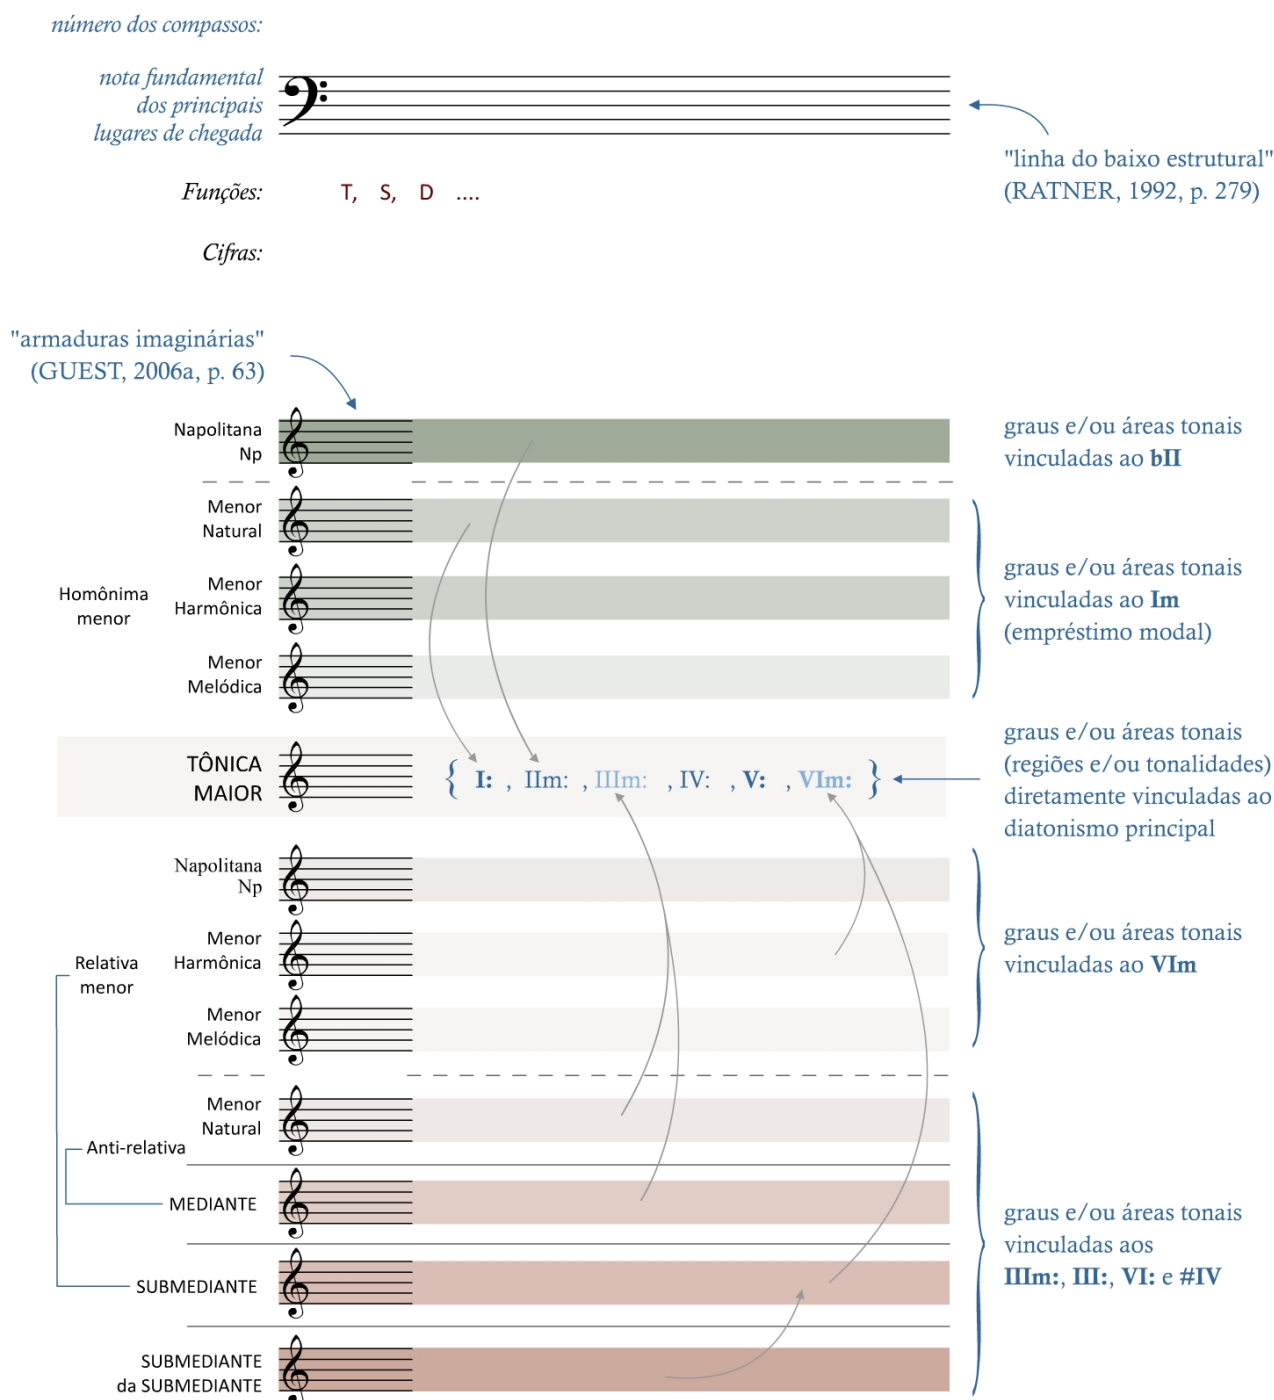 número dos compassos:
nota fundamental
dos principais
lugares de chegada
"linha do baixo estrutural"
(RATNER, 1992, p. 279)
Funções:
T, S, D ....
Cifras:
"armaduras imaginárias"
(GUEST, 2006a, p. 63)
Napolitana
Np
graus e/ou áreas tonais
vinculadas ao bII
Menor
Natural
Homônima
menor
Menor
Harmônica
graus e/ou áreas tonais
vinculadas ao Im
(empréstimo modal)
Menor
Melódica
TÔNICA
MAIOR
{ I: , IIm: , IIIm: , IV: , V: , VIm: }
graus e/ou áreas tonais
(regiões e/ou tonalidades)
diretamente vinculadas ao
diatonismo principal
Napolitana
Np
Relativa
menor
Menor
Harmônica
graus e/ou áreas tonais
vinculadas ao VIm
Menor
Melódica
Menor
Natural
Anti-relativa
MEDIANTE
graus e/ou áreas tonais
vinculadas aos
IIIm:, III:, VI: e #IV
SUBMEDIANTE
SUBMEDIANTE
da SUBMEDIANTE